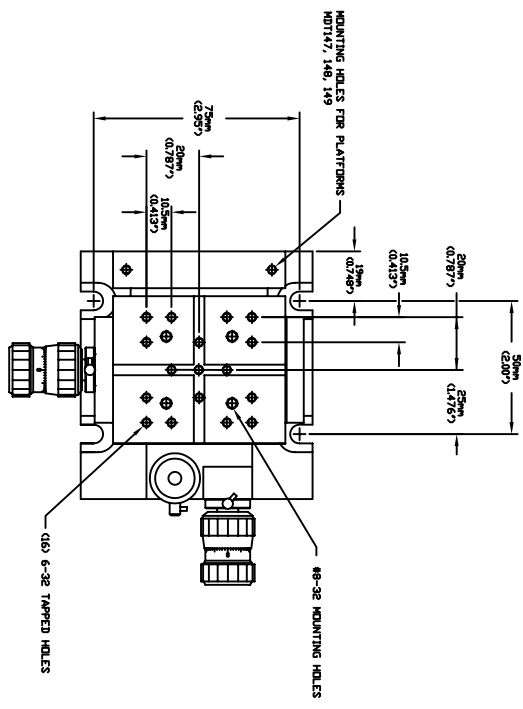 MOUNTING HOLES FOR PLATFORMS
MDT147, 148, 149
75mm
(2.95")
20mm
(0.787")
10.5mm
(0.413")
19mm
(0.748")
10.5mm
(0.413")
20mm
(0.787")
50mm
(2.00")
25mm
(1.476")
#8-32 MOUNTING HOLES
(16) 6-32 TAPPED HOLES